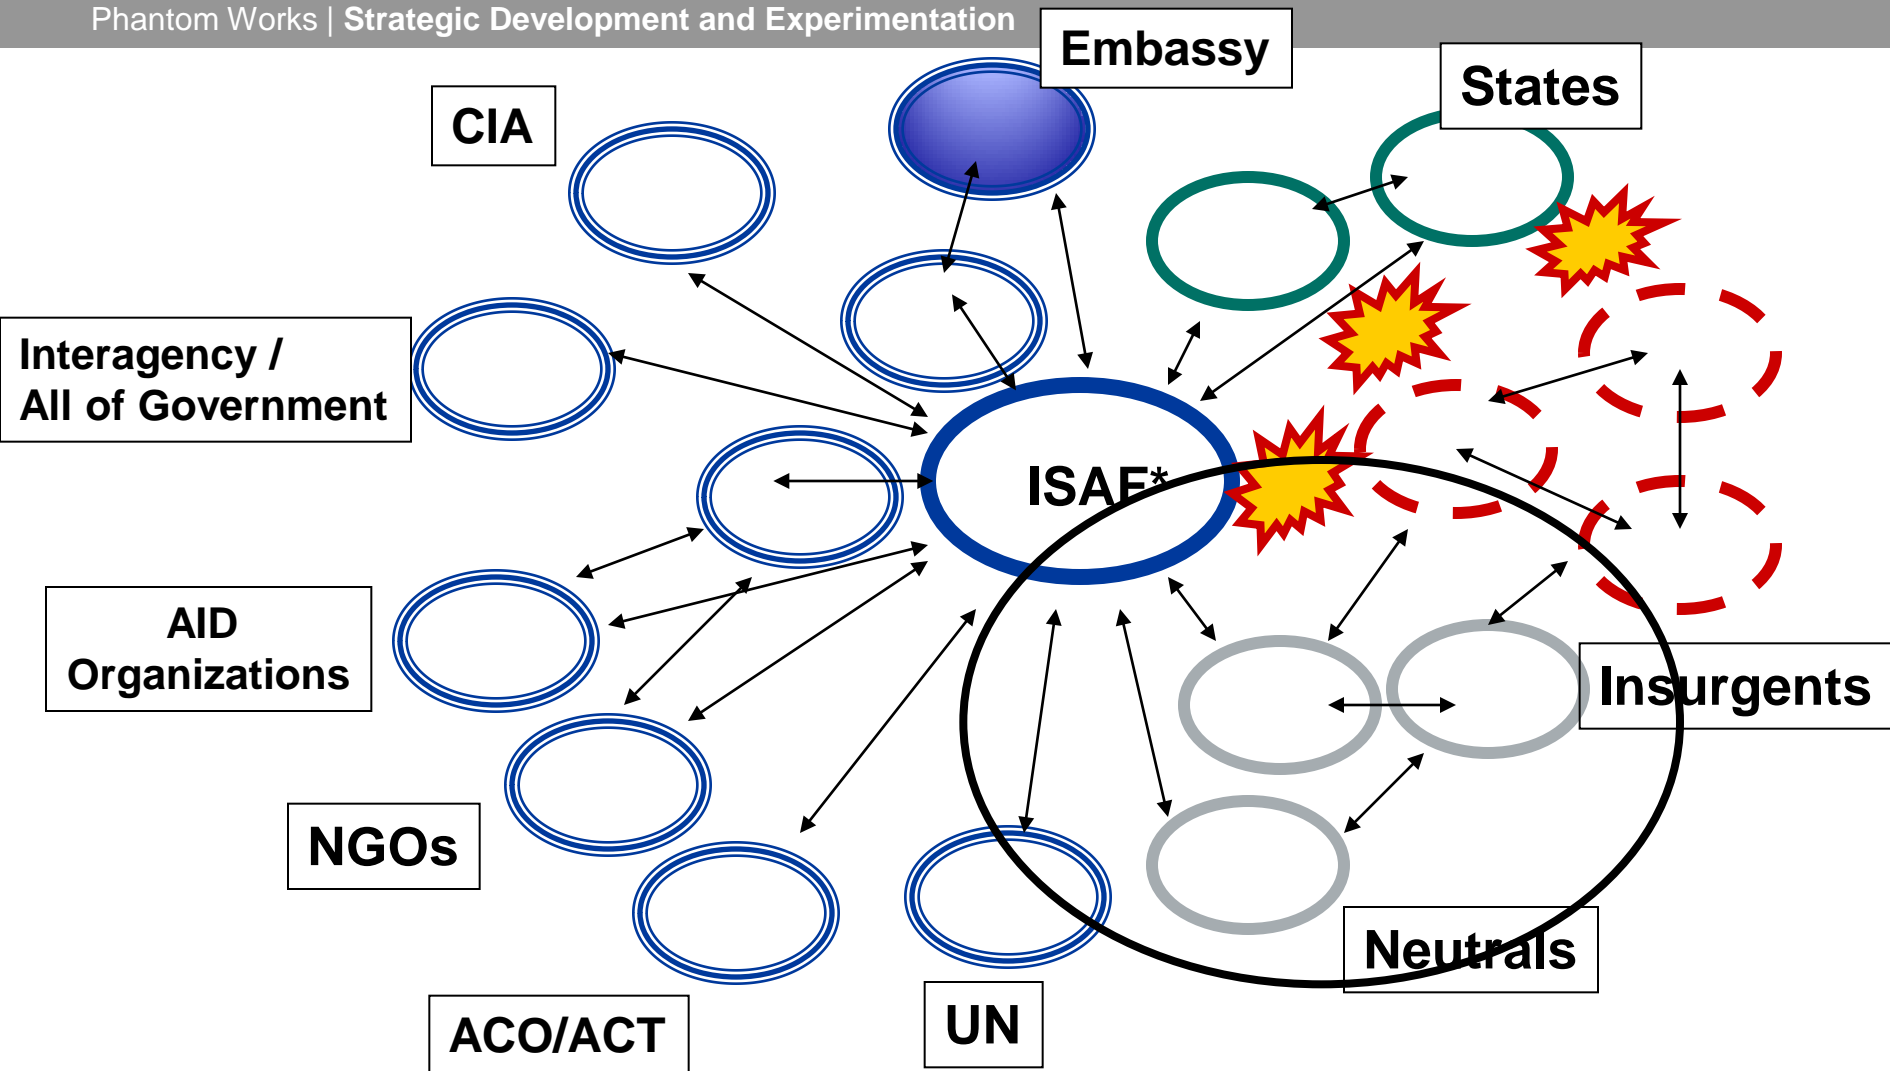 Phantom Works | Strategic Development and Experimentation
Embassy
States
CIA
Interagency /
All of Government
ISAF*
AID
Organizations
Insurgents
NGOs
Neutrals
UN
ACO/ACT